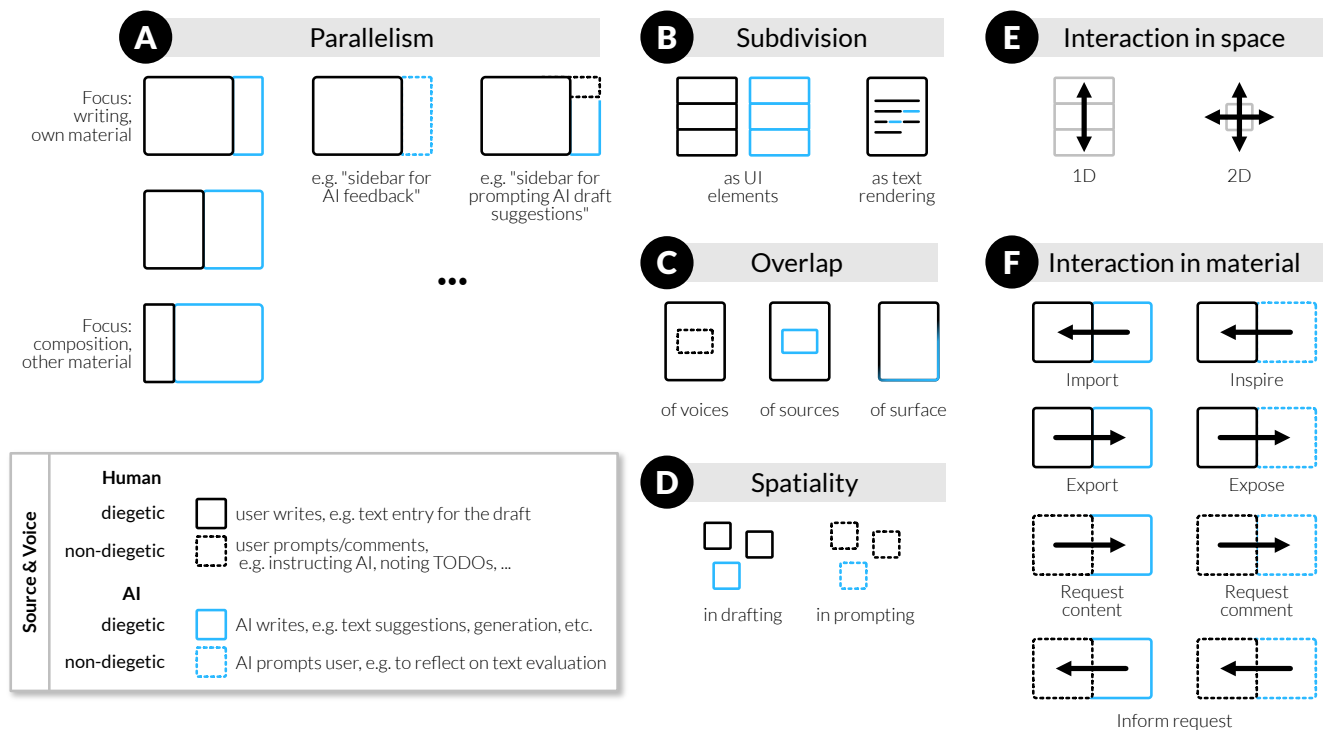 A
Parallelism
Focus:
writing,
own material
e.g. "sidebar for
AI feedback"
e.g. "sidebar for
prompting AI draft
suggestions"
Focus:
composition,
other material
...
B
Subdivision
as UI
elements
as text
rendering
C
Overlap
of voices
of sources
of surface
D
Spatiality
in drafting
in prompting
E
Interaction in space
1D
2D
F
Interaction in material
Import
Inspire
Export
Expose
Request
content
Request
comment
Inform request
Source & Voice
Human
diegetic
user writes, e.g. text entry for the draft
non-diegetic
user prompts/comments,
e.g. instructing AI, noting TODOs, ...
AI
diegetic
AI writes, e.g. text suggestions, generation, etc.
non-diegetic
AI prompts user, e.g. to reflect on text evaluation